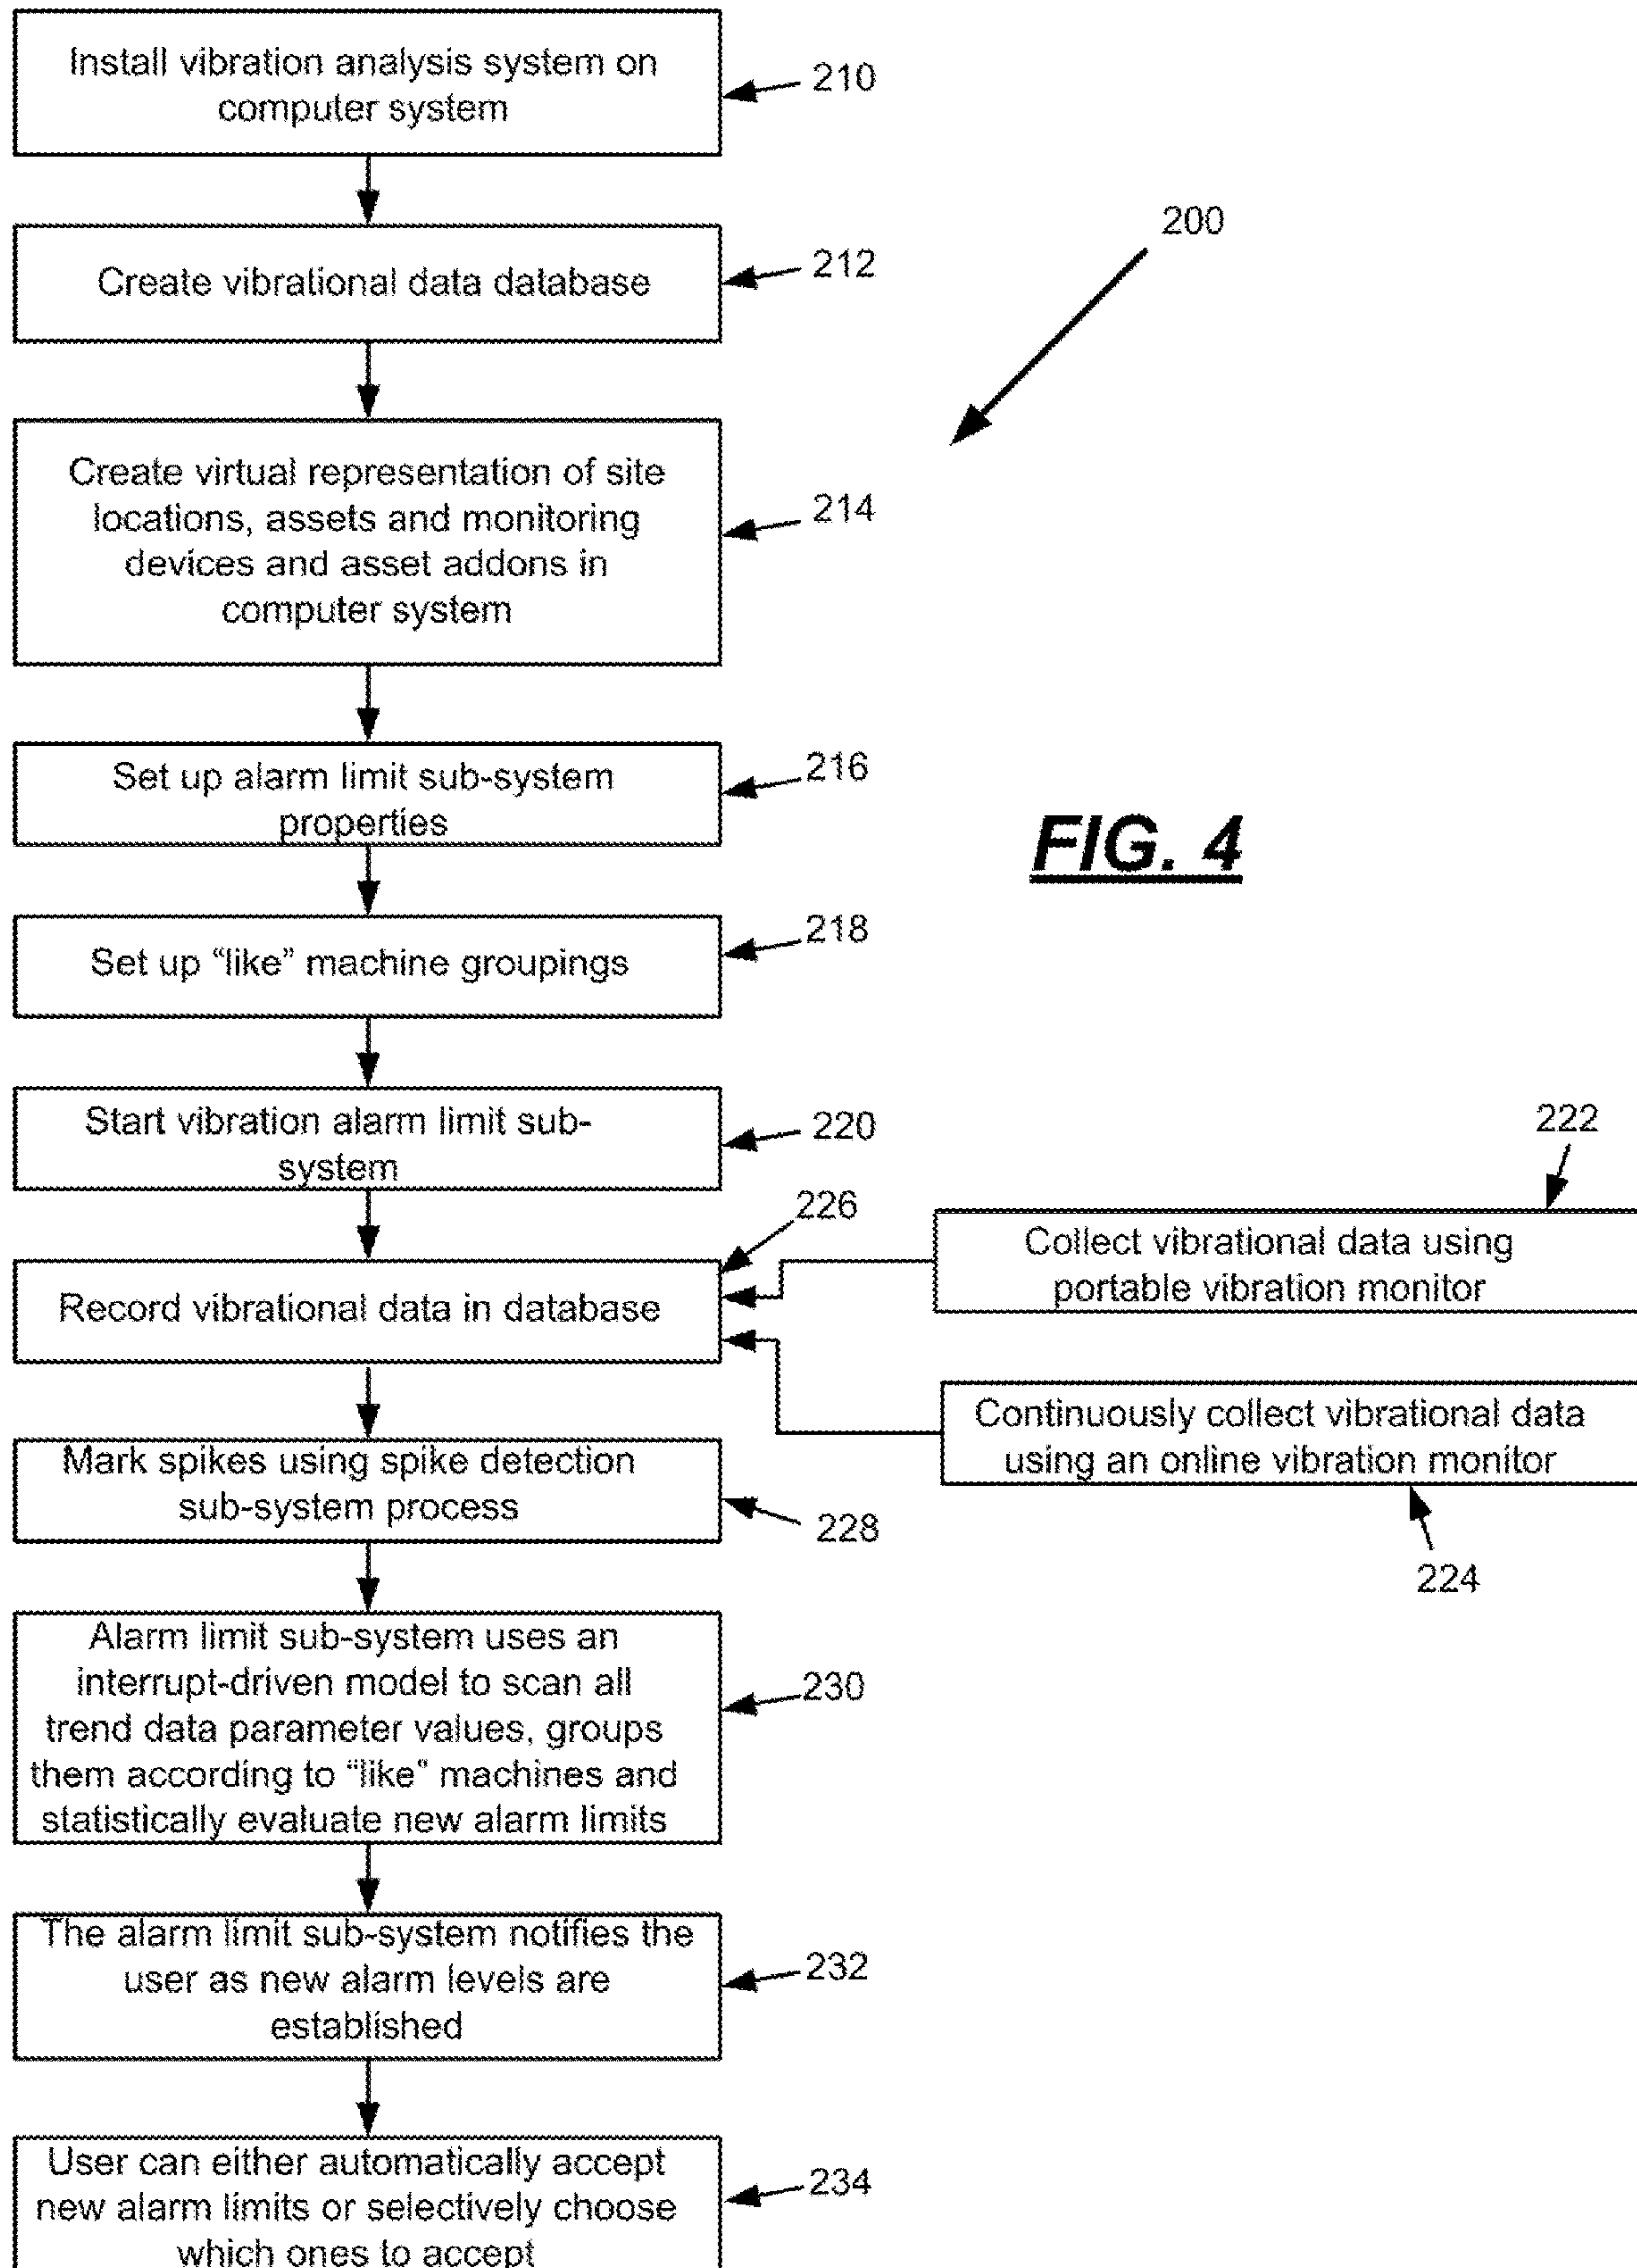 Install vibration analysis system on
computer system
210
200
Create vibrational data database
212
Create virtual representation of site
locations, assets and monitoring
devices and asset addons in
computer system
214
Set up alarm limit sub-system
properties
216
FIG. 4
Set up “like” machine groupings
218
Start vibration alarm limit sub-
system
220
222
226
Record vibrational data in database
Collect vibrational data using
portable vibration monitor
Continuously collect vibrational data
using an online vibration monitor
224
Mark spikes using spike detection
sub-system process
228
Alarm limit sub-system uses an
interrupt-driven model to scan all
trend data parameter values, groups
them according to “like” machines and
statistically evaluate new alarm limits
230
The alarm limit sub-system notifies the
user as new alarm levels are
established
232
User can either automatically accept
new alarm limits or selectively choose
which ones to accept
234